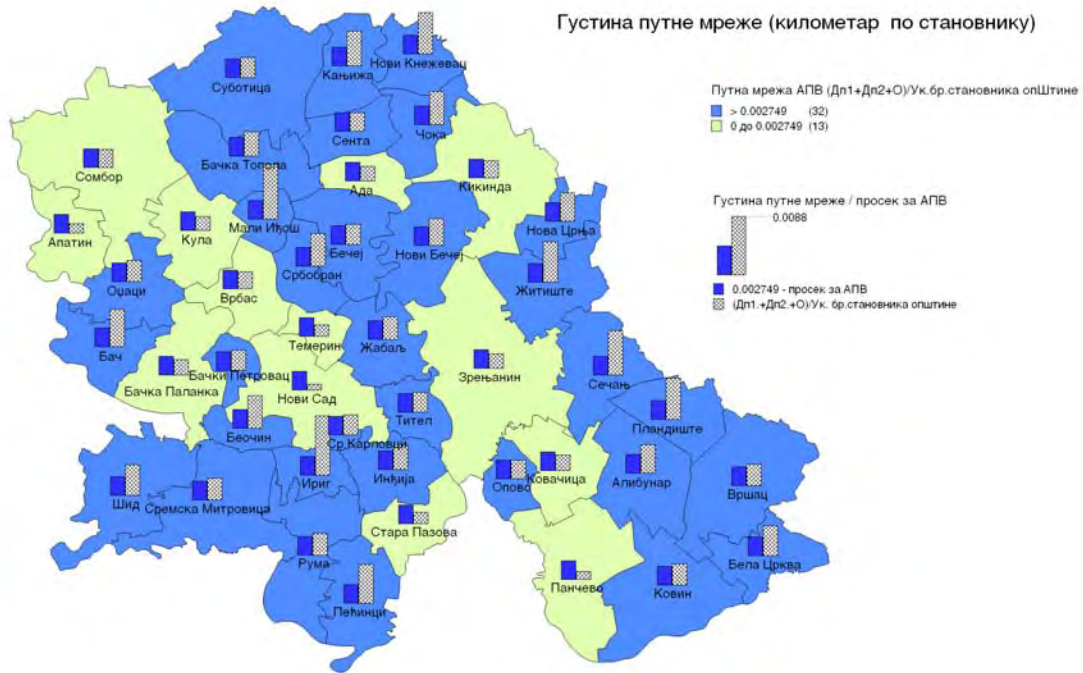 Густина путне мреже (километар по становнику)
Путна мрежа АПВ (Дп1+Дп2+О)/Ук.бр.становника опШтине
> 0.002749 (32)
0 до 0.002749 (13)
Густина путне мреже / просек за АПВ
0.0088
0.002749 - просек за АПВ
(Дп1.+Дп2.+О)/Ук. бр.становника општине
Нови Кнежевац
Кањижа
Суботица
Чока
Сента
Бачка Топола
Сомбор
Ада
Кикинда
Апатин
Кула
Мали Иђош
Нова Црња
Бечеј
Нови Бечеј
Србобран
Оџаци
Житиште
Врбас
Темерин
Жабаљ
Бач
Зрењанин
Сечањ
Бачка Паланка
Бачки Петровац
Нови Сад
Тител
Пландиште
Беочин
Ср.Карловци
Ириг
Инђија
Опово
Ковачица
Алибунар
Вршац
Шид
Сремска Митровица
Стара Пазова
Рума
Бела Црква
Панчево
Ковин
Пећинци